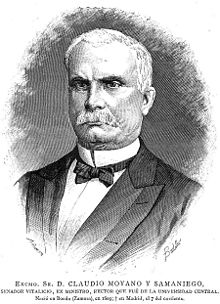 EXCMO. SR. D. CLAUDIO MOYANO Y SAMANIEGO,
SENADOR VITALICIO, EX MINISTRO, RECTOR QUE FUÉ DE LA UNIVERSIDAD CENTRAL.
Nació en (Zamora), en 1809; † en Madrid, el 7 del corriente.